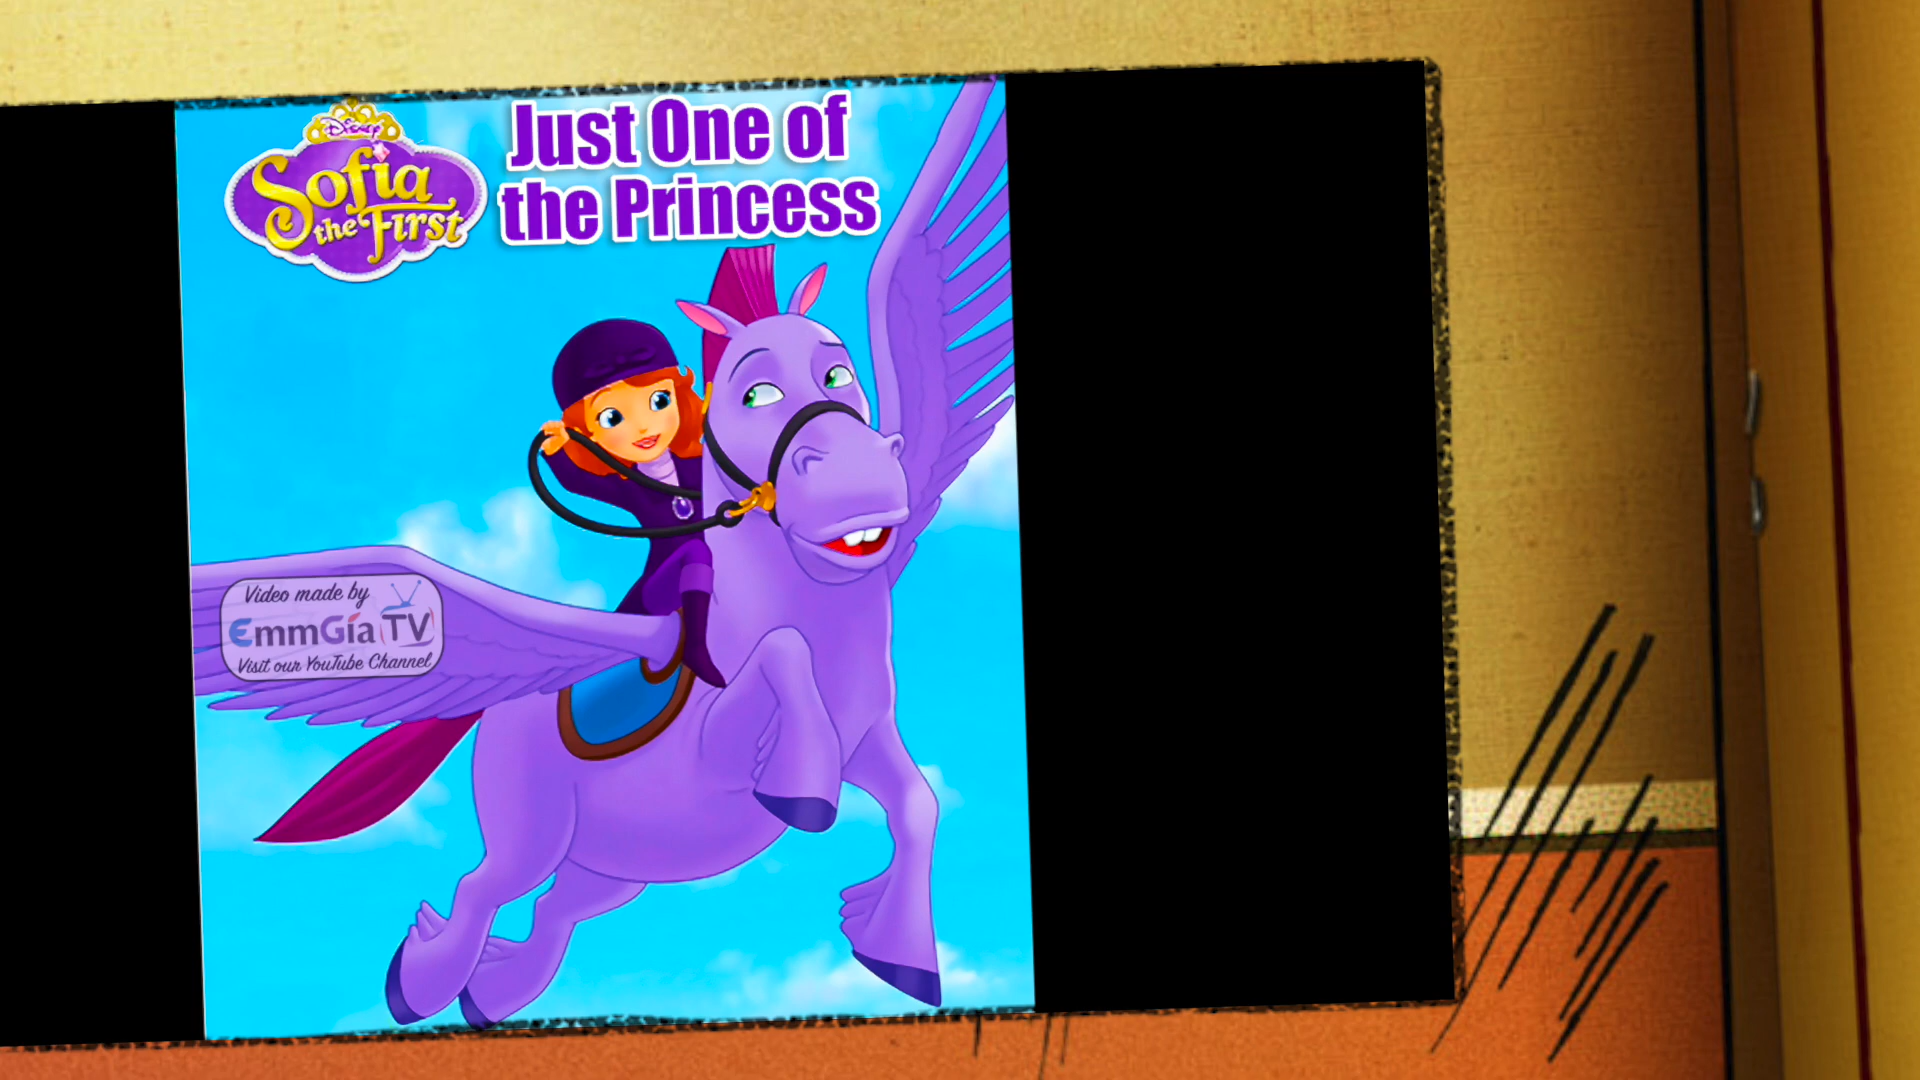 Disney
Sofia
the First
Just One of
the Princess
Video made by
EmmGia TV
Visit our YouTube Channel